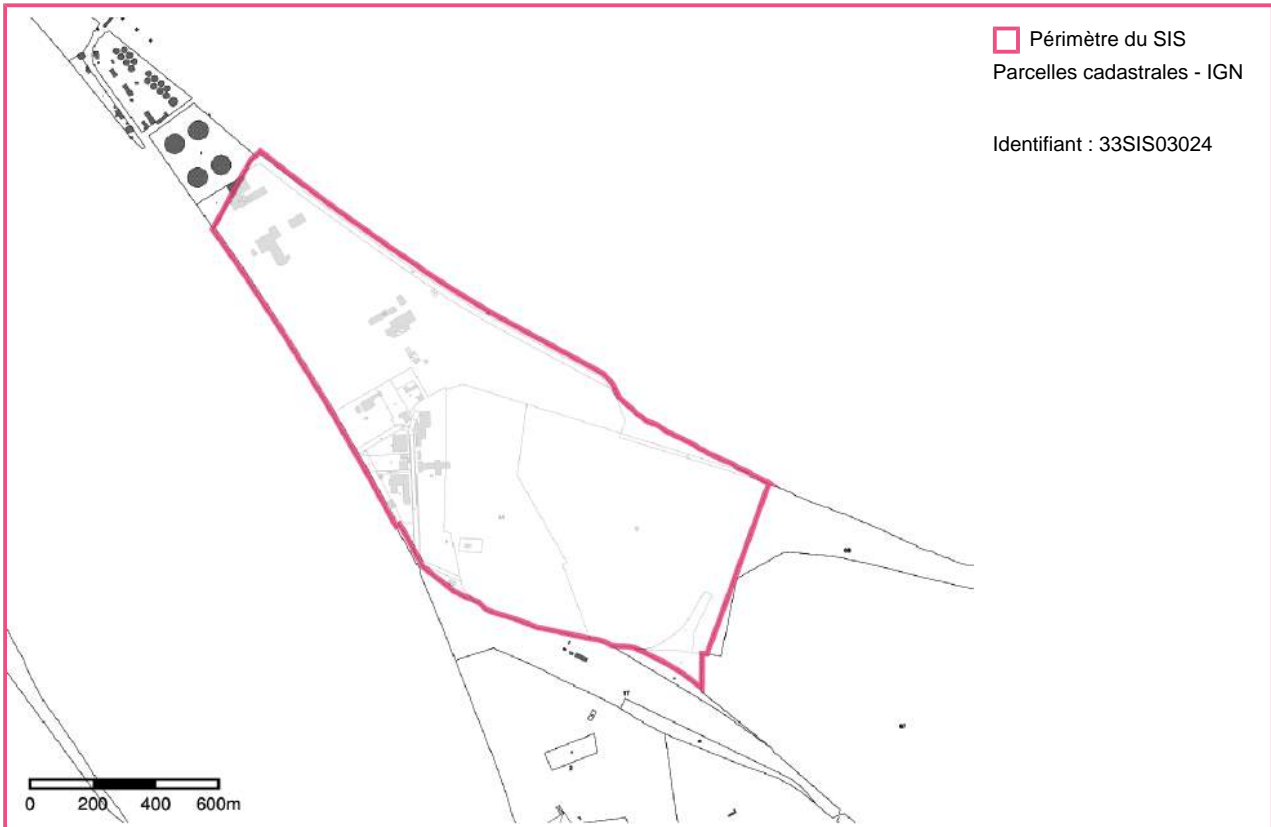 Périmètre du SIS
Parcelles cadastrales - IGN
Identifiant : 33SIS03024
0 200 400 600m